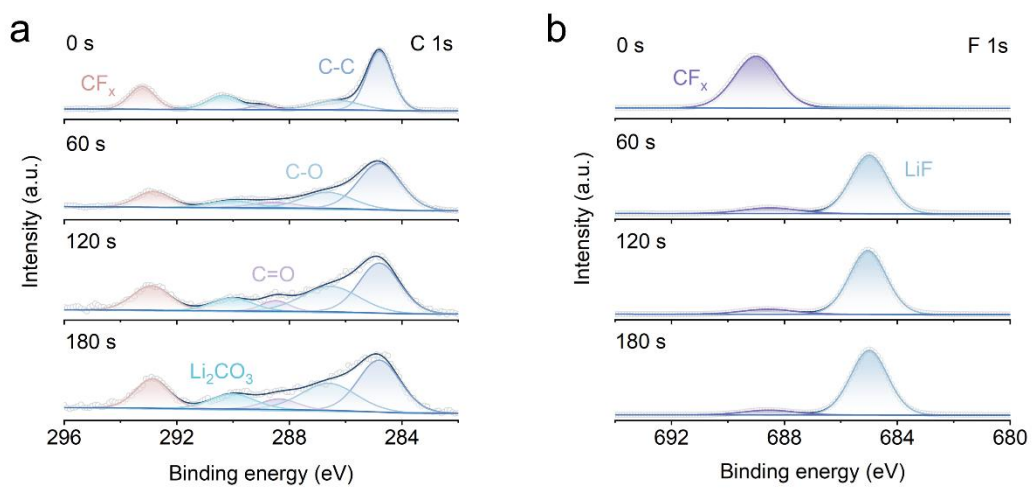 a
0 s
C 1s
CFₓ
C-C
60 s
C-O
120 s
C=O
180 s
Li₂CO₃
296 292 288 284
Binding energy (eV)
Intensity (a.u.)
b
0 s
F 1s
CFₓ
60 s
LiF
120 s
180 s
692 688 684 680
Binding energy (eV)
Intensity (a.u.)